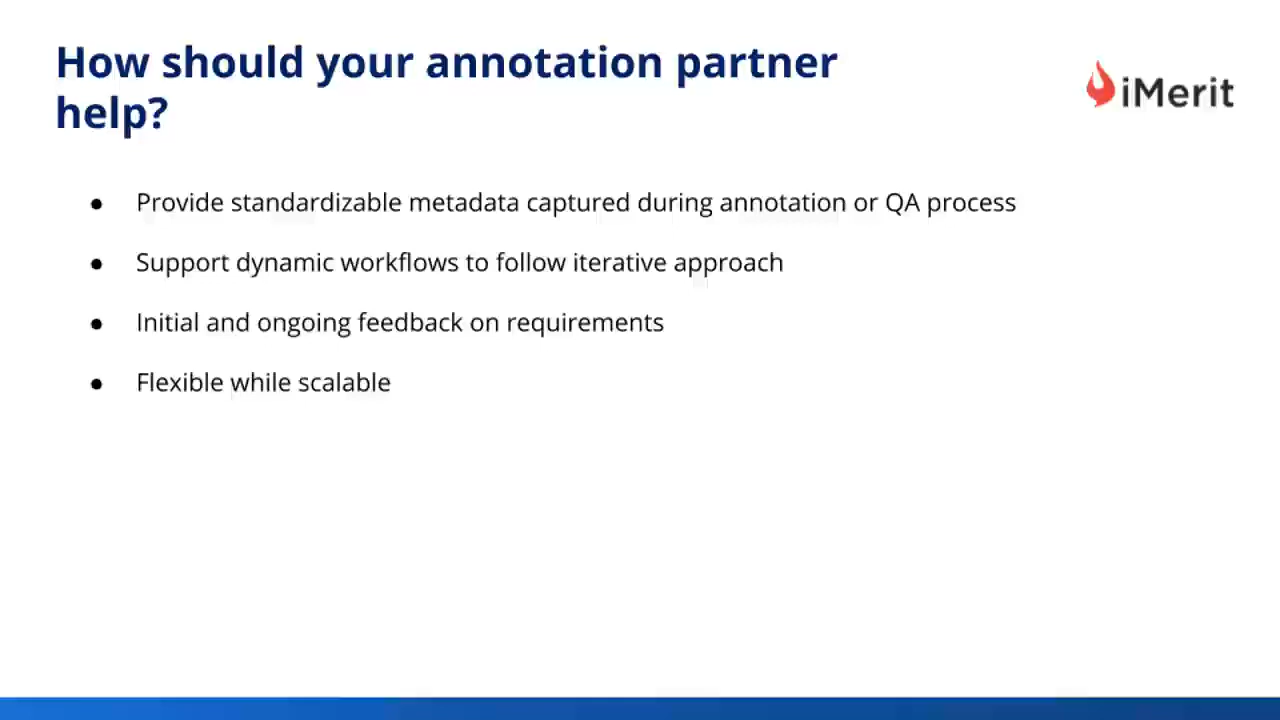 How should your annotation partner
help?
iMerit
● Provide standardizable metadata captured during annotation or QA process
● Support dynamic workflows to follow iterative approach
● Initial and ongoing feedback on requirements
● Flexible while scalable